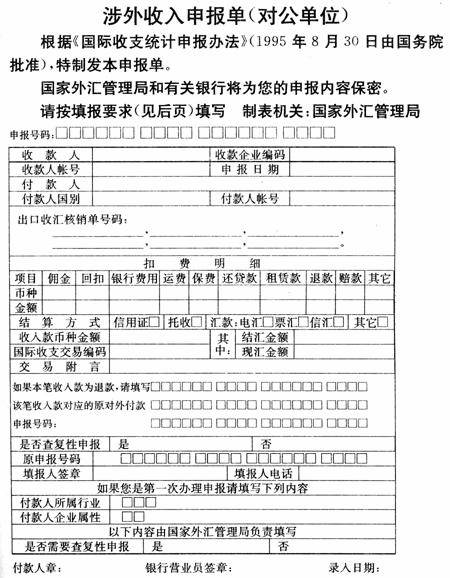 涉外收入申报单(对公单位)
根据《国际收支统计申报办法》(1995 年 8 月 30 日由国务院
批准),特制发本申报单。
国家外汇管理局和有关银行将为您的申报内容保密。
请按填报要求(见后页)填写 制表机关:国家外汇管理局
申报号码:□□□□□□ □□□□ □□ □□□□□□ □□□□
收款人 收款企业编码
收款人帐号 申报日期
付款人
付款人国别 付款人帐号
出口收汇核销单号码:
扣费明细
项目 佣金 回扣 银行费用 运费 保费 还贷款 租赁款 退款 赔款 其它
币种
金额
结算方式 信用证□ 托收□ 汇款:电汇□票汇□信汇□ 其它□
收入款币种金额 其中: 结汇金额
国际收支交易编码 现汇金额
交易附言
如果本笔收入款为退款,请填写□□□□□□ □□□□ □□ □□□□□□ □□□□
该笔收入款对应的原对外付款 □□□□□□ □□□□ □□ □□□□□□ □□□□
申报号码: □□□□□□ □□□□ □□ □□□□□□ □□□□
是否查复性申报 是 否
原申报号码 □□□□□□ □□□□ □□ □□□□□□ □□□□
填报人签章 填报人电话
如果您是第一次办理申报请填写下列内容
付款人所属行业 □□□
付款人企业属性 □□
以下内容由国家外汇管理局负责填写
是否需要查复性申报 是 否
付款人章: 银行营业员签章: 录入日期: